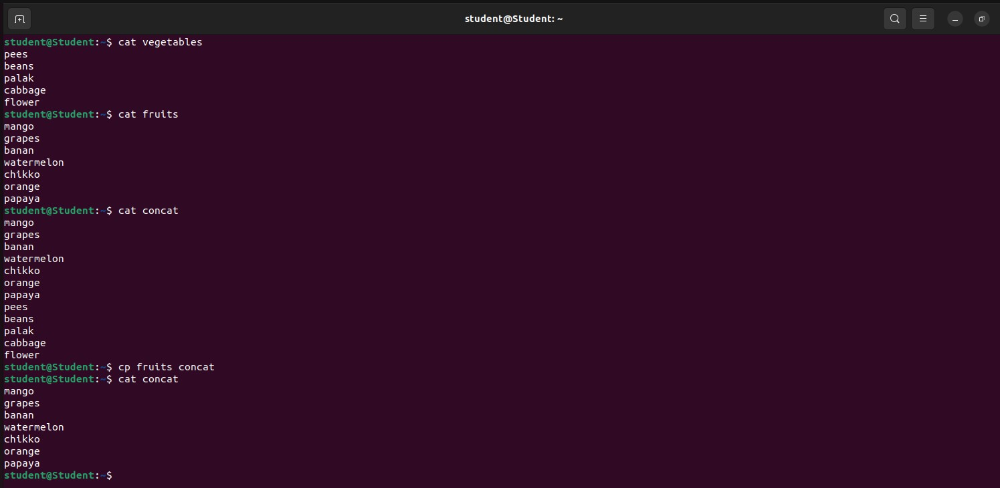 student@Student: ~
student@Student:~$ cat vegetables
pees
beans
palak
cabbage
flower
student@Student:~$ cat fruits
mango
grapes
banan
watermelon
chikko
orange
papaya
student@Student:~$ cat concat
mango
grapes
banan
watermelon
chikko
orange
papaya
pees
beans
palak
cabbage
flower
student@Student:~$ cp fruits concat
student@Student:~$ cat concat
mango
grapes
banan
watermelon
chikko
orange
papaya
student@Student:~$